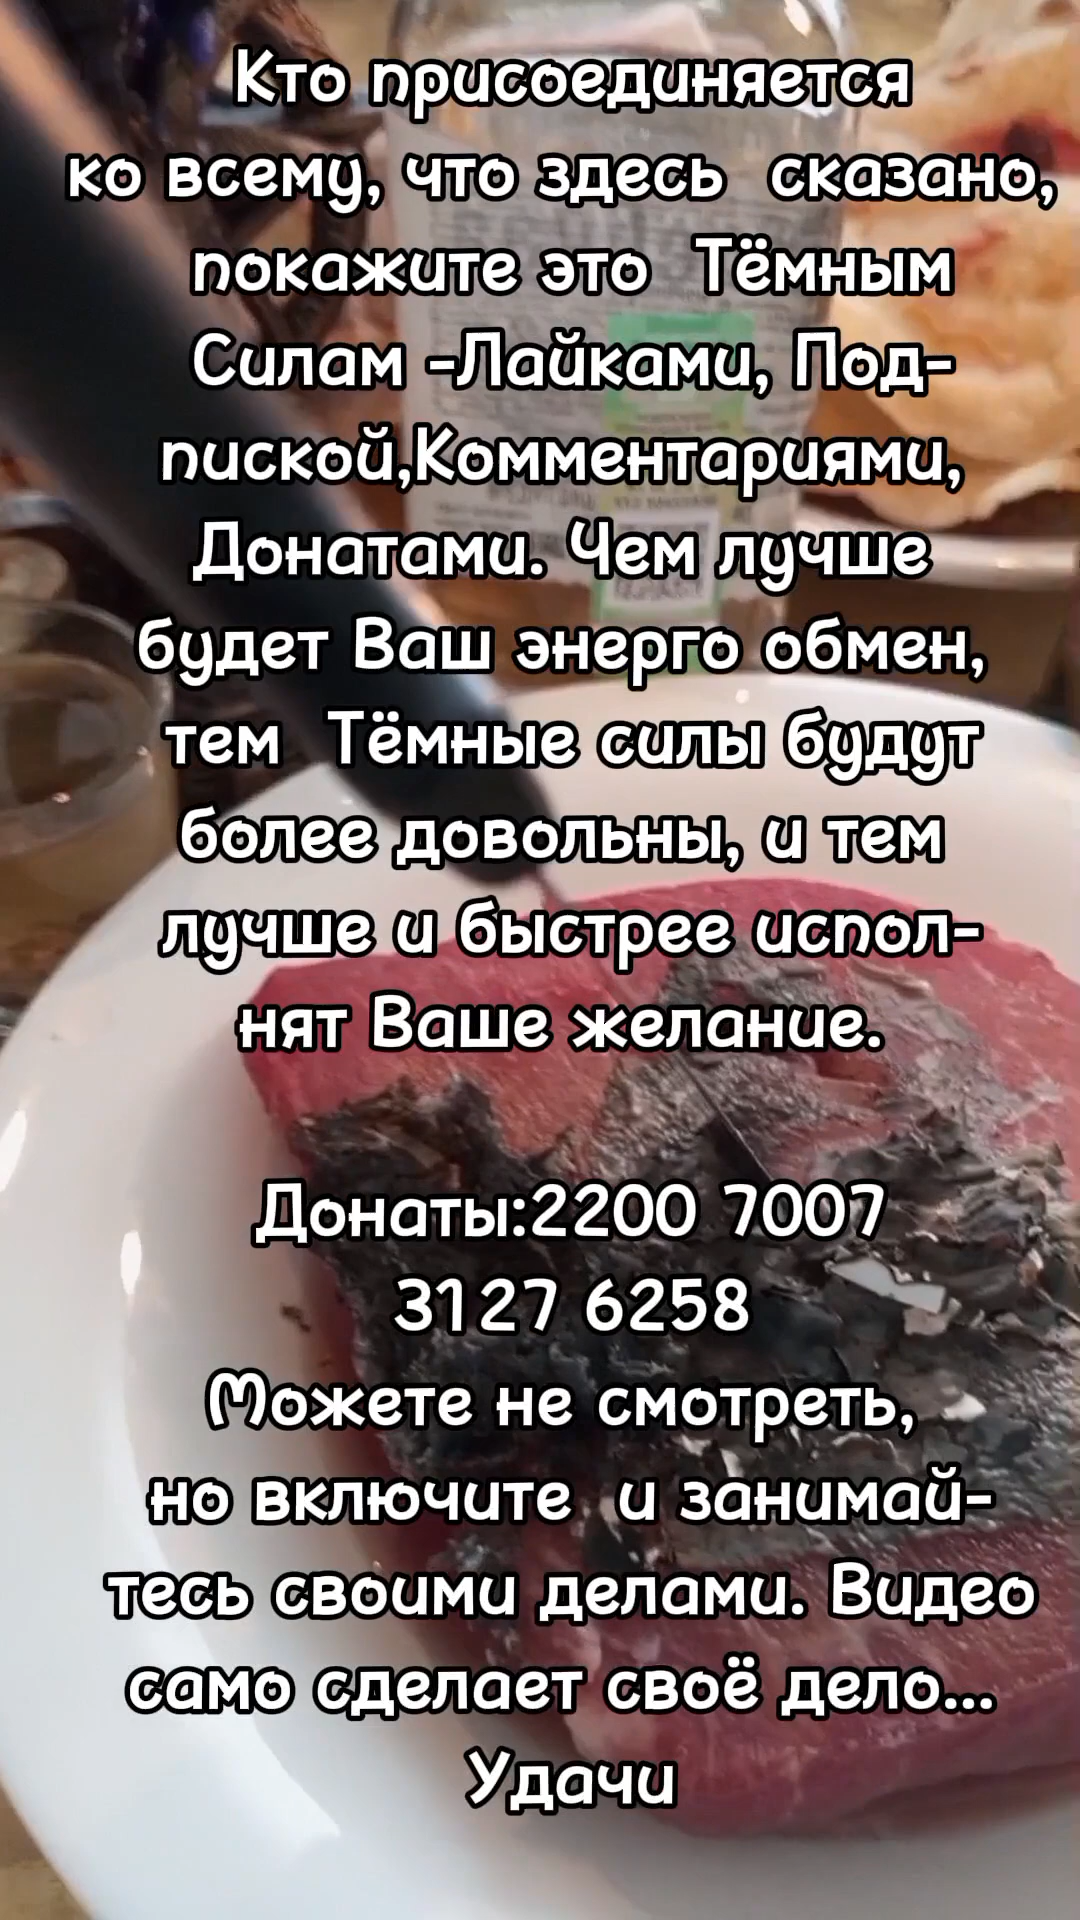 Кто присоединяется
ко всему, что здесь сказано,
покажите это Тёмным
Силам -Лайками, Под-
пиской,Комментариями,
Донатами. Чем лучше
будет Ваш энерго обмен,
тем Тёмные силы будут
более довольны, и тем
лучше и быстрее испол-
нят Ваше желание.
Донаты:2200 7007
3127 6258
Можете не смотреть,
но включите и занимай-
тесь своими делами. Видео
само сделает своё дело...
Удачи